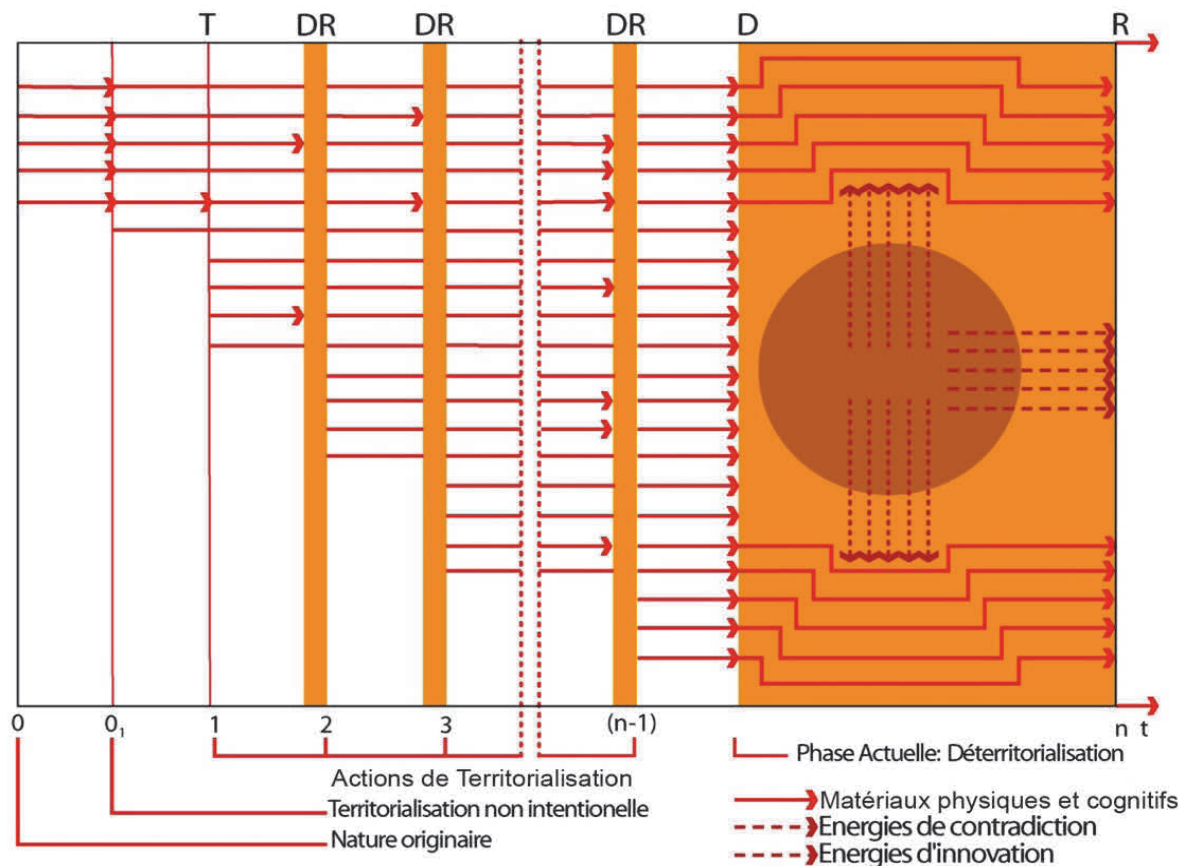 T DR DR DR D R
0 0₁ 1 2 3 (n-1) n t
Phase Actuelle: Déterritorialisation
Actions de Territorialisation
Territorialisation non intentionelle
Nature originaire
Matériaux physiques et cognitifs
Energies de contradiction
Energies d'innovation